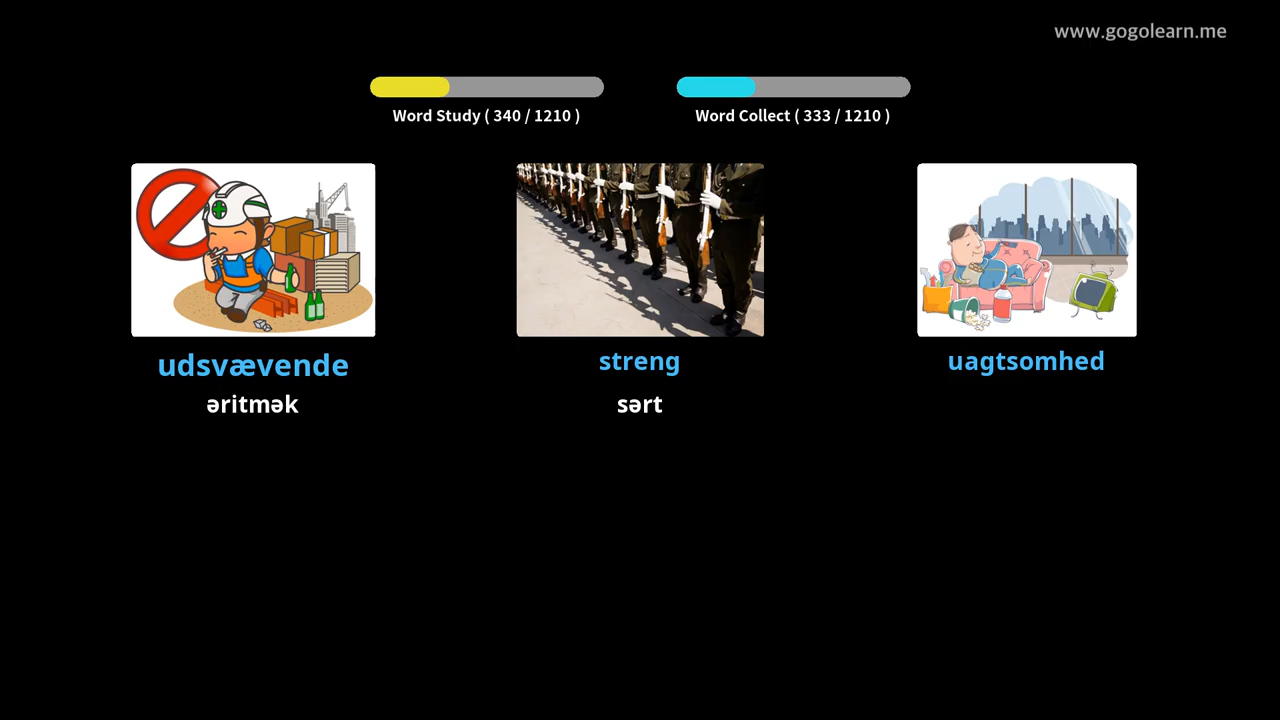 www.gogolearn.me
Word Study ( 340 / 1210 )
Word Collect ( 333 / 1210 )
udsvævende
streng
uagtsomhed
əritmək
sərt